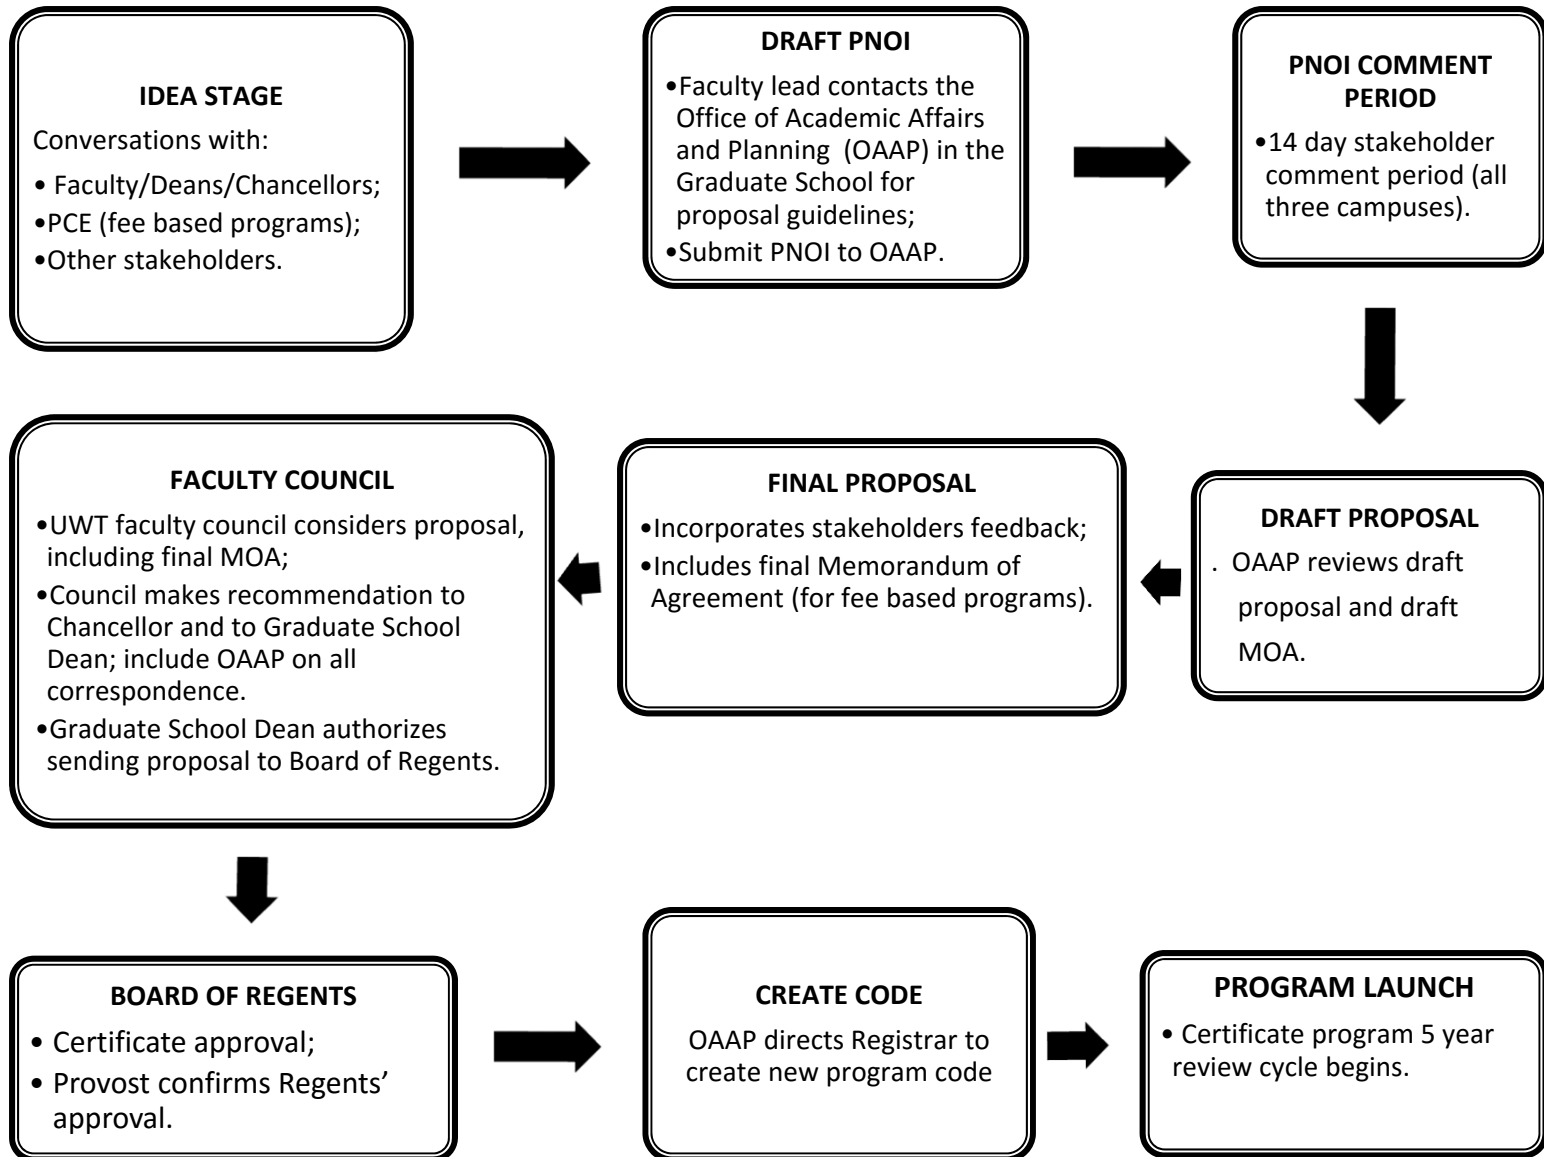 IDEA STAGE
Conversations with:
• Faculty/Deans/Chancellors;
•PCE (fee based programs);
•Other stakeholders.
DRAFT PNOI
•Faculty lead contacts the
Office of Academic Affairs
and Planning (OAAP) in the
Graduate School for
proposal guidelines;
•Submit PNOI to OAAP.
PNOI COMMENT
PERIOD
•14 day stakeholder
comment period (all
three campuses).
DRAFT PROPOSAL
. OAAP reviews draft
proposal and draft
MOA.
FINAL PROPOSAL
•Incorporates stakeholders feedback;
•Includes final Memorandum of
Agreement (for fee based programs).
FACULTY COUNCIL
•UWT faculty council considers proposal,
including final MOA;
•Council makes recommendation to
Chancellor and to Graduate School
Dean; include OAAP on all
correspondence.
•Graduate School Dean authorizes
sending proposal to Board of Regents.
BOARD OF REGENTS
• Certificate approval;
• Provost confirms Regents’
approval.
CREATE CODE
OAAP directs Registrar to
create new program code
PROGRAM LAUNCH
• Certificate program 5 year
review cycle begins.